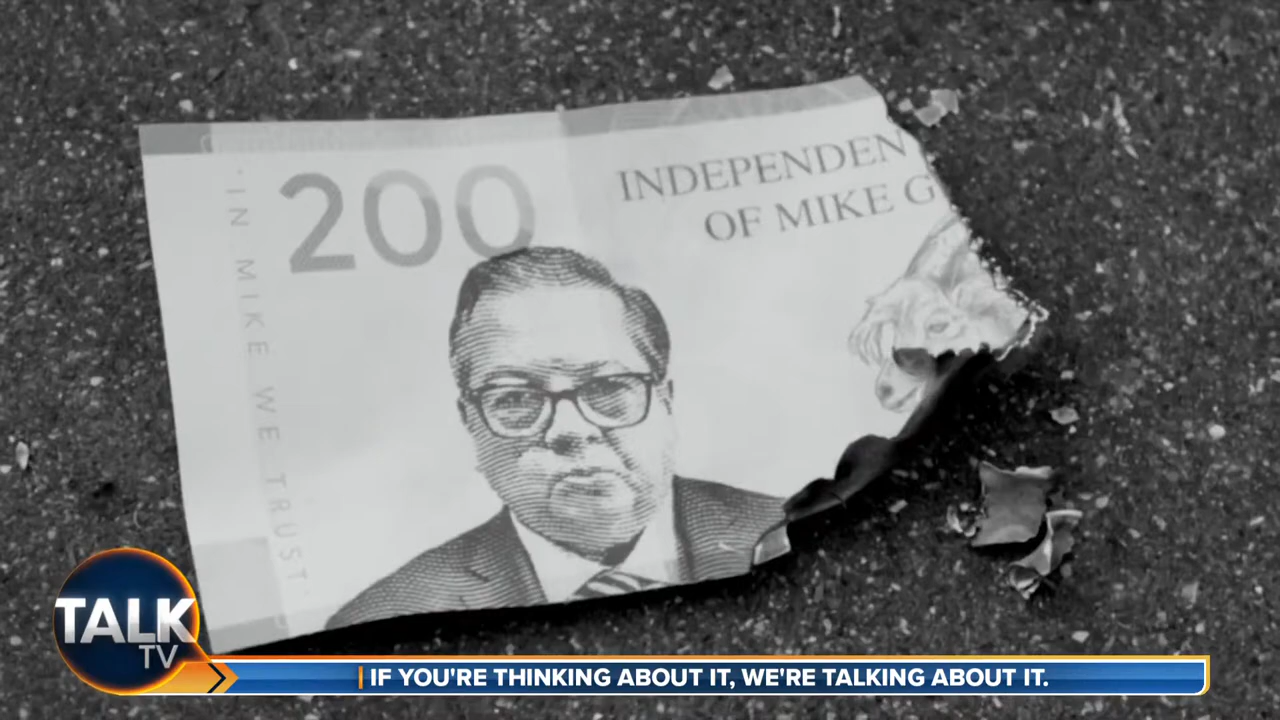 200
INDEPENDEN
OF MIKE G
·IN MIKE WE TRUST·
TALK
TV
IF YOU'RE THINKING ABOUT IT, WE'RE TALKING ABOUT IT.